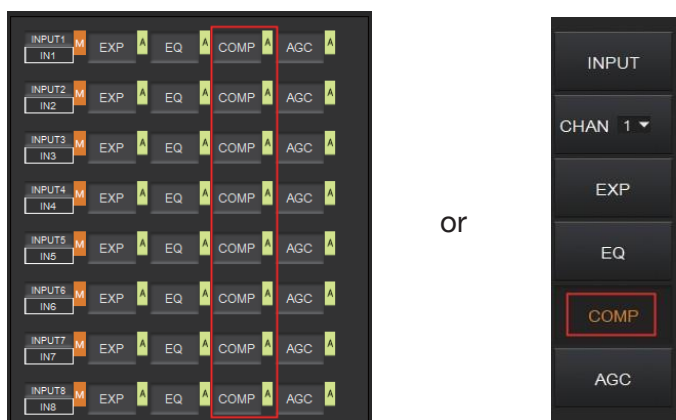 INPUT1 M EXP A EQ A COMP A AGC A
IN1
INPUT2 M EXP A EQ A COMP A AGC A
IN2
INPUT3 M EXP A EQ A COMP A AGC A
IN3
INPUT4 M EXP A EQ A COMP A AGC A
IN4
INPUT5 M EXP A EQ A COMP A AGC A
IN5
INPUT6 M EXP A EQ A COMP A AGC A
IN6
INPUT7 M EXP A EQ A COMP A AGC A
IN7
INPUT8 M EXP A EQ A COMP A AGC A
IN8
or
INPUT
CHAN 1
EXP
EQ
COMP
AGC